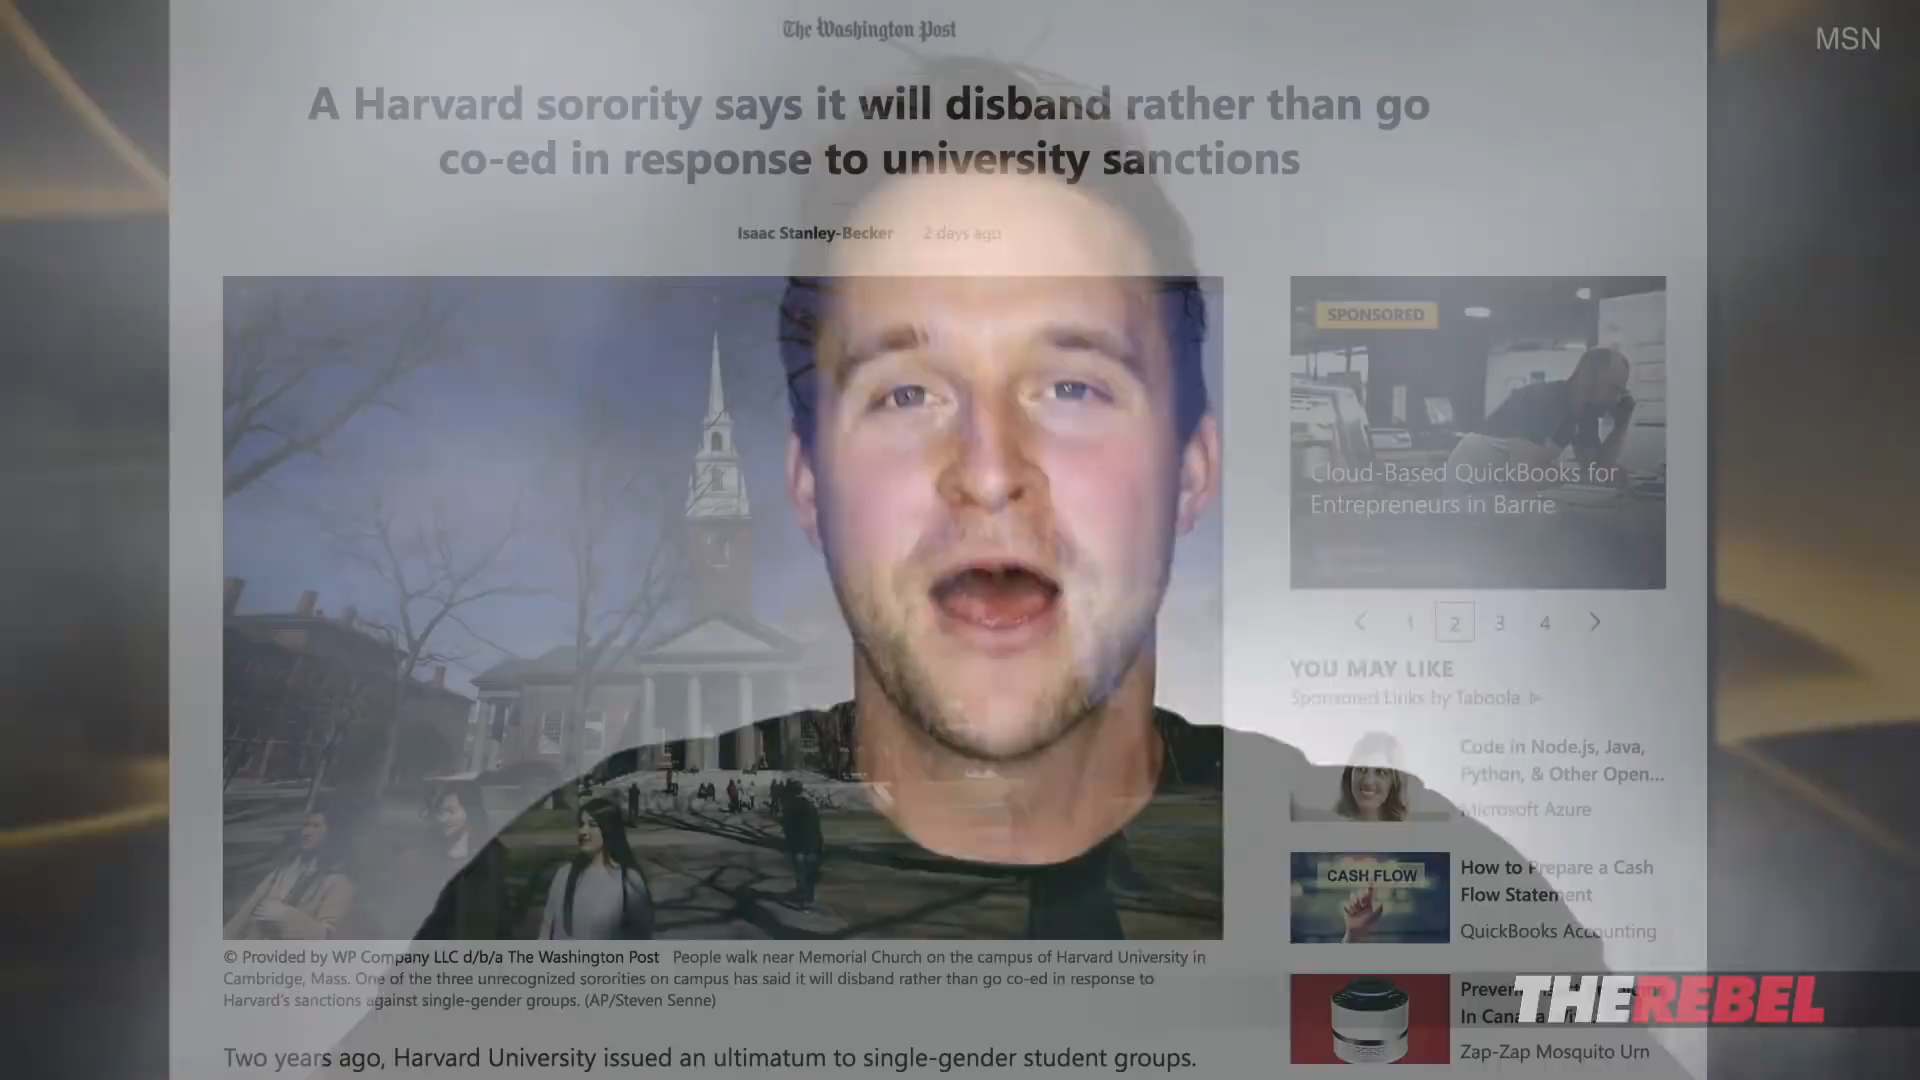 The Washington Post
MSN
A Harvard sorority says it will disband rather than go
co-ed in response to university sanctions
Isaac Stanley-Becker 2 days ago
SPONSORED
Cloud-Based QuickBooks for
Entrepreneurs in Barrie
1 2 3 4
YOU MAY LIKE
Sponsored Links by Taboola
Code in Node.js, Java,
Python, & Other Open...
Microsoft Azure
CASH FLOW
How to Prepare a Cash
Flow Statement
QuickBooks Accounting
© Provided by WP Company LLC d/b/a The Washington Post People walk near Memorial Church on the campus of Harvard University in
Cambridge, Mass. One of the three unrecognized sororities on campus has said it will disband rather than go co-ed in response to
Harvard's sanctions against single-gender groups. (AP/Steven Senne)
In
THE REBEL
Zap-Zap Mosquito Urn
Two years ago, Harvard University issued an ultimatum to single-gender student groups.